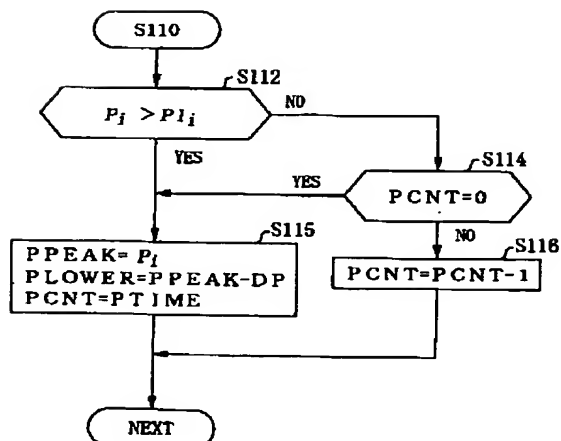 S110
S112
Pi > P1i
NO
YES
S114
YES
PCNT=0
NO
S115
PPEAK= Pi
PLOWER=PPEAK-DP
PCNT=PTIME
S116
PCNT=PCNT-1
NEXT